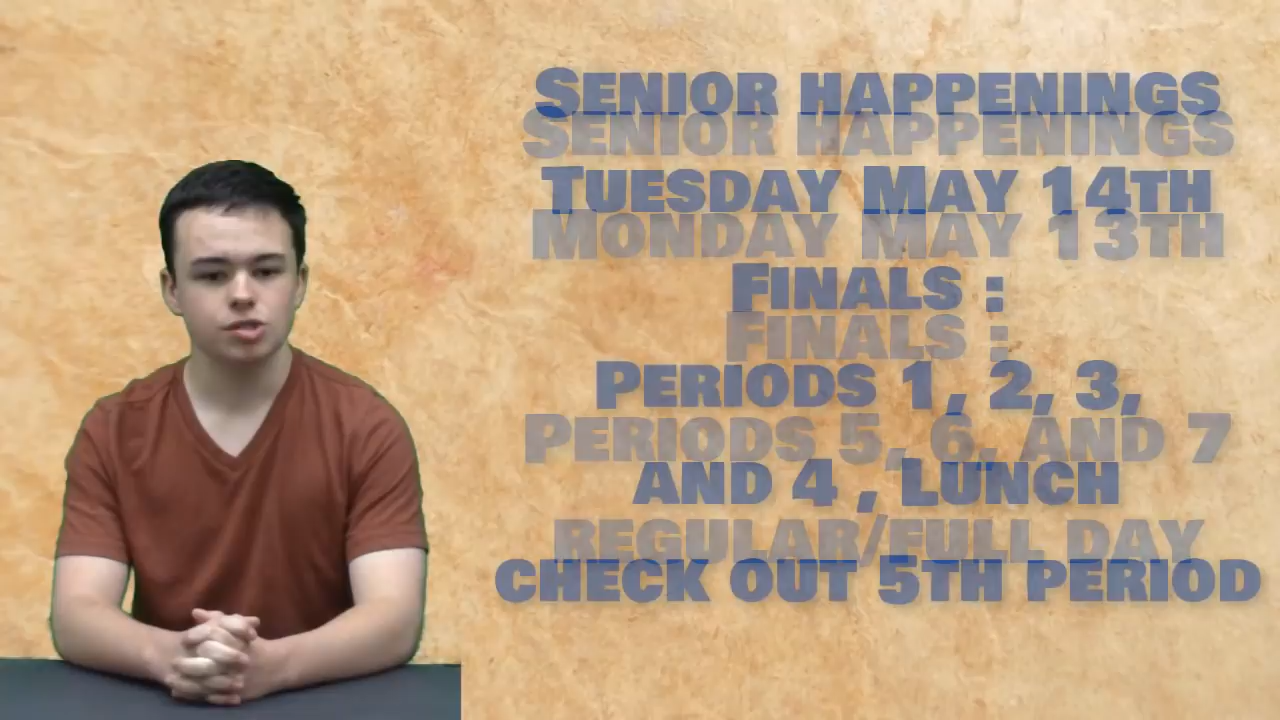 Senior happenings
Senior happenings
Tuesday May 14th
Monday May 13th
Finals :
Finals :
Periods 1, 2, 3,
Periods 5, 6, and 7
and 4 , Lunch
regular/full day
check out 5th period